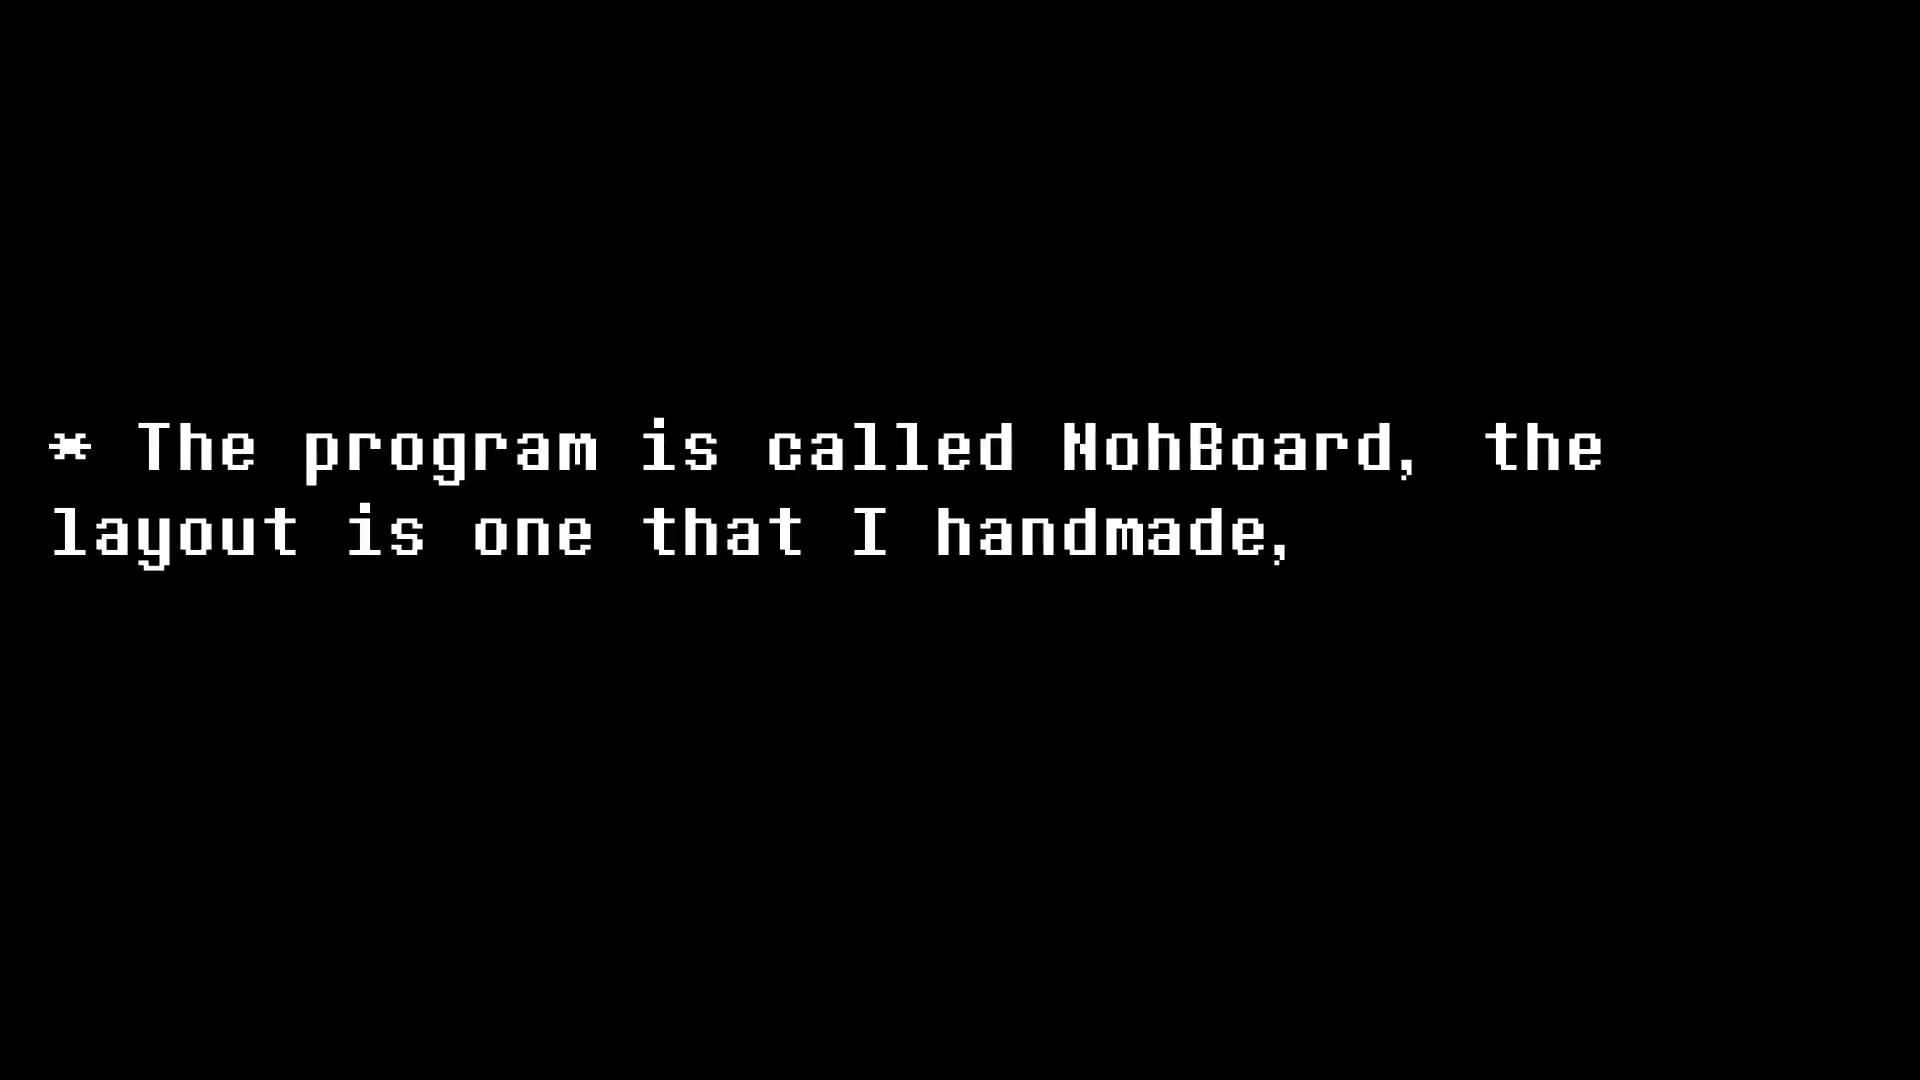 * The program is called NohBoard, the
layout is one that I handmade,